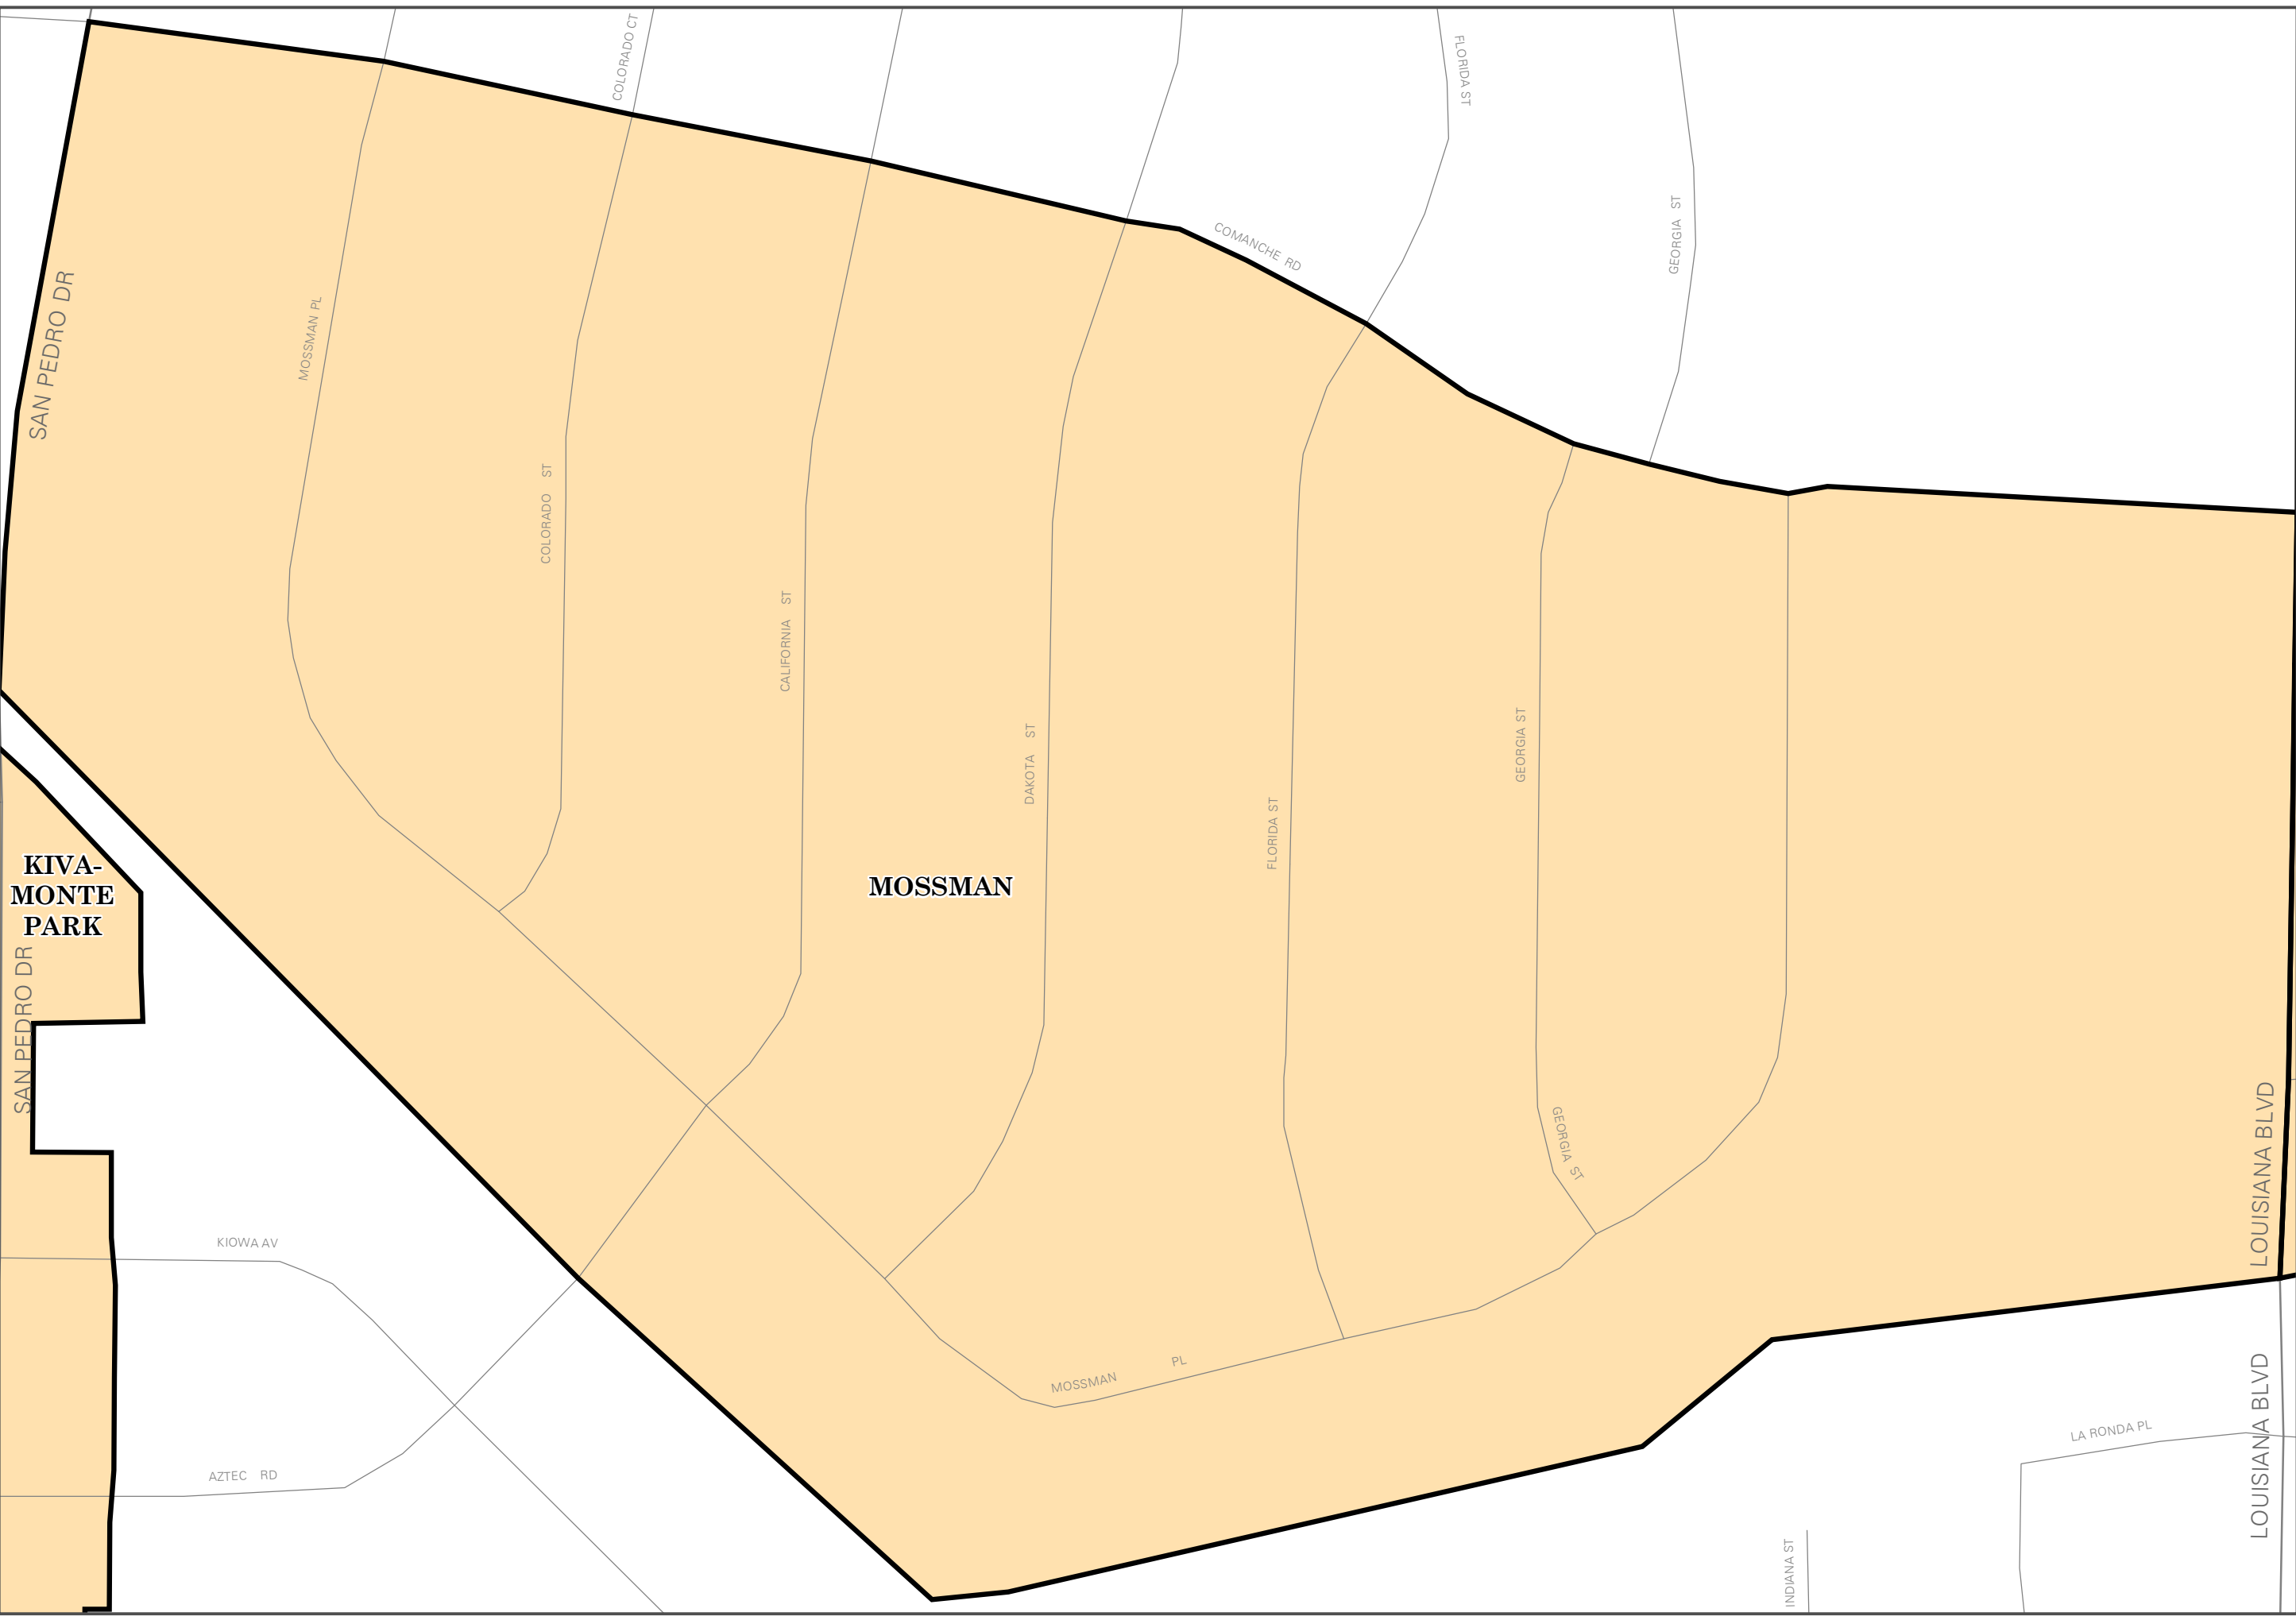 COLORADO CT
FLORIDA ST
GEORGIA ST
COMANCHE RD
SAN PEDRO DR
MOSSMAN PL
COLORADO ST
CALIFORNIA ST
DAKOTA ST
FLORIDA ST
GEORGIA ST
KIVA-
MONTE
PARK
MOSSMAN
SAN PEDRO DR
GEORGIA ST
LOUISIANA BLVD
KIOWA AV
MOSSMAN PL
AZTEC RD
LA RONDA PL
LOUISIANA BLVD
INDIANA ST